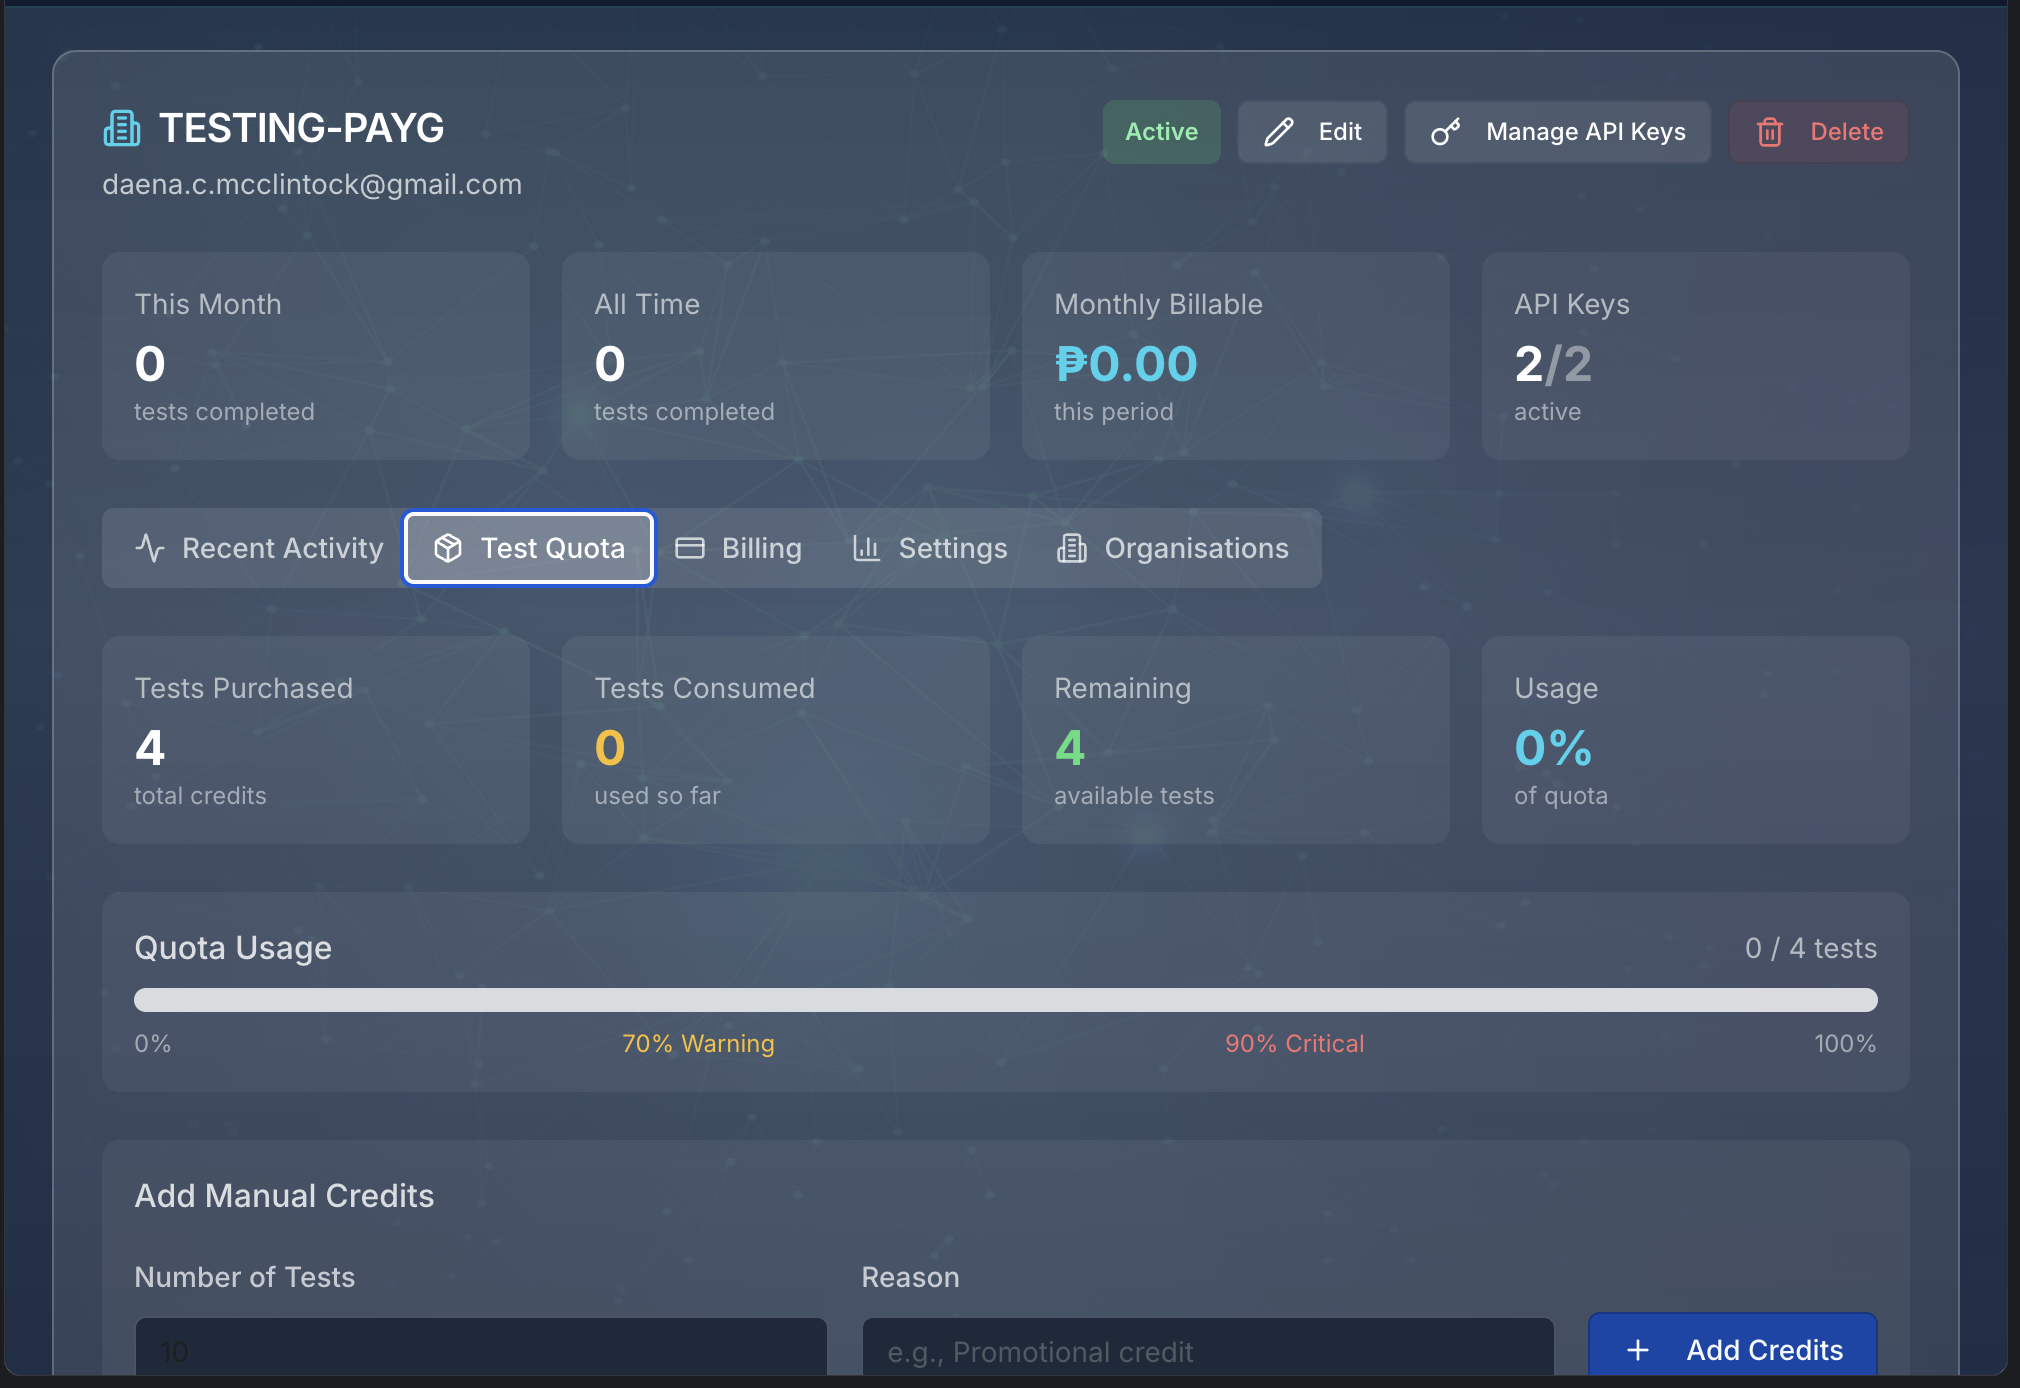 TESTING-PAYG
daena.c.mcclintock@gmail.com
Active
Edit
Manage API Keys
Delete
This Month
0
tests completed
All Time
0
tests completed
Monthly Billable
₱0.00
this period
API Keys
2/2
active
Recent Activity
Test Quota
Billing
Settings
Organisations
Tests Purchased
4
total credits
Tests Consumed
0
used so far
Remaining
4
available tests
Usage
0%
of quota
Quota Usage
0 / 4 tests
0%
70% Warning
90% Critical
100%
Add Manual Credits
Number of Tests
10
Reason
e.g., Promotional credit
Add Credits